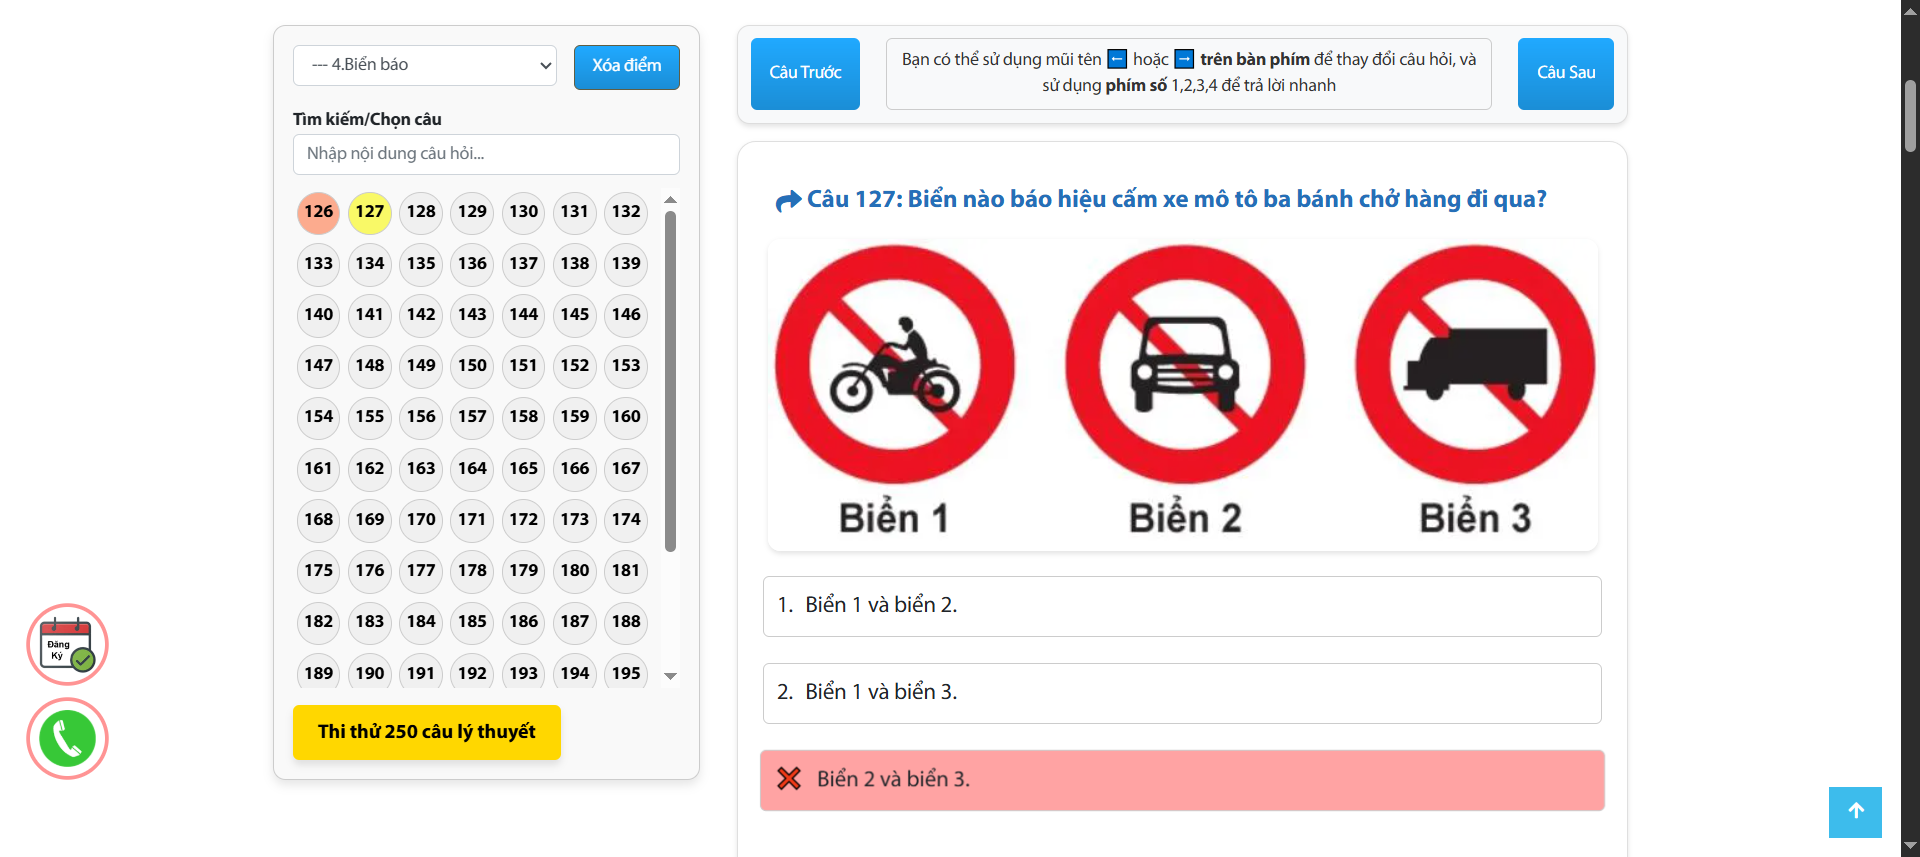 --- 4.Biển báo
Xóa điểm
Tìm kiếm/Chọn câu
Nhập nội dung câu hỏi...
126 127 128 129 130 131 132
133 134 135 136 137 138 139
140 141 142 143 144 145 146
147 148 149 150 151 152 153
154 155 156 157 158 159 160
161 162 163 164 165 166 167
168 169 170 171 172 173 174
175 176 177 178 179 180 181
182 183 184 185 186 187 188
189 190 191 192 193 194 195
Thi thử 250 câu lý thuyết
Đăng
Ký
Câu Trước
Bạn có thể sử dụng mũi tên ← hoặc → trên bàn phím để thay đổi câu hỏi, và
sử dụng phím số 1,2,3,4 để trả lời nhanh
Câu Sau
Câu 127: Biển nào báo hiệu cấm xe mô tô ba bánh chở hàng đi qua?
Biển 1 Biển 2 Biển 3
1. Biển 1 và biển 2.
2. Biển 1 và biển 3.
Biển 2 và biển 3.